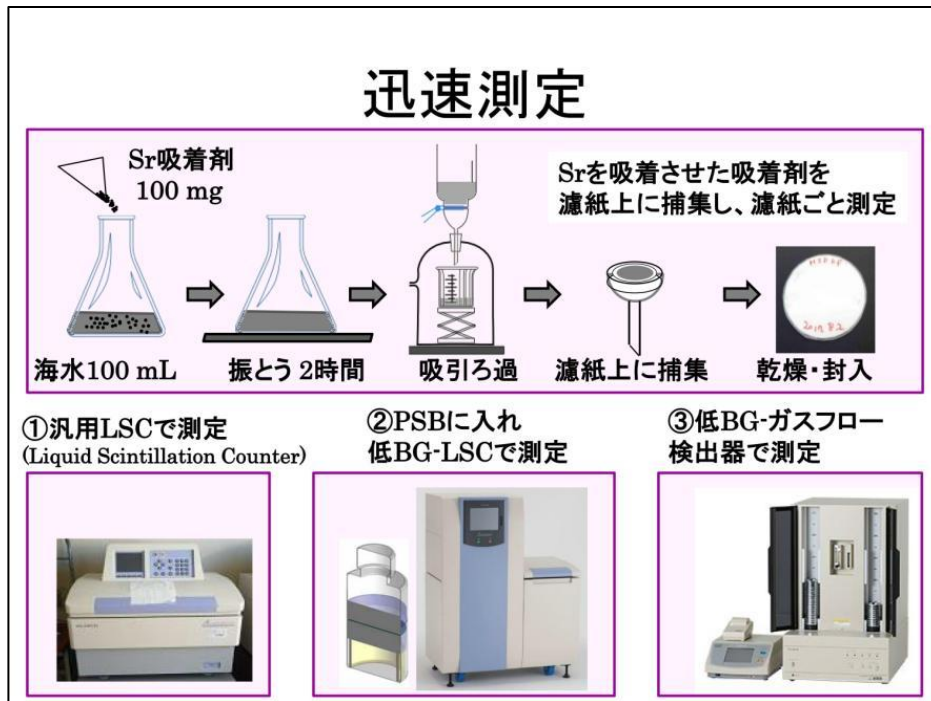 迅速測定
Sr吸着剤
100 mg
Srを吸着させた吸着剤を
濾紙上に捕集し、濾紙ごと測定
海水100 mL
振とう 2時間
吸引ろ過
濾紙上に捕集
乾燥・封入
①汎用LSCで測定
(Liquid Scintillation Counter)
②PSBに入れ
低BG-LSCで測定
③低BG-ガスフロー
検出器で測定